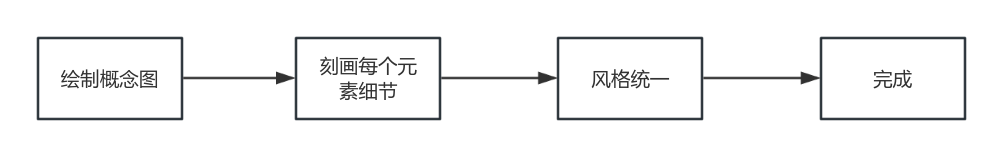 绘制概念图
刻画每个元
素细节
风格统一
完成